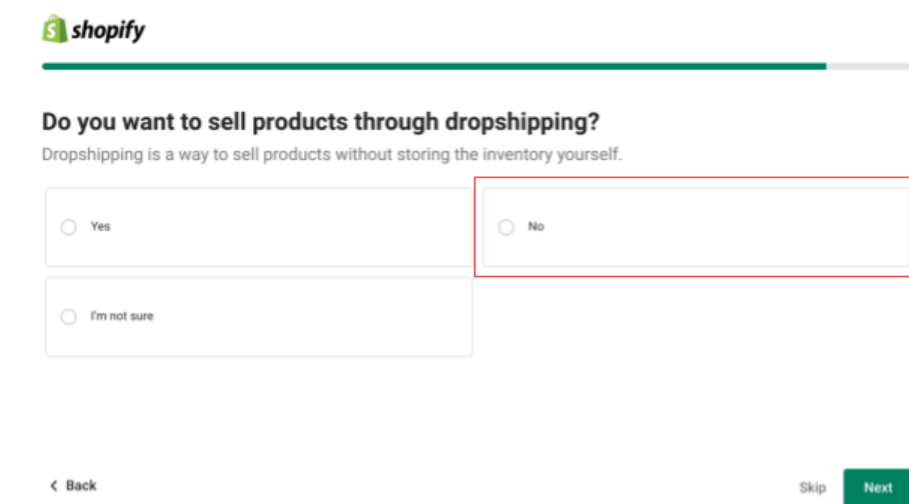 shopify
Do you want to sell products through dropshipping?
Dropshipping is a way to sell products without storing the inventory yourself.
Yes
No
I'm not sure
< Back
Skip
Next